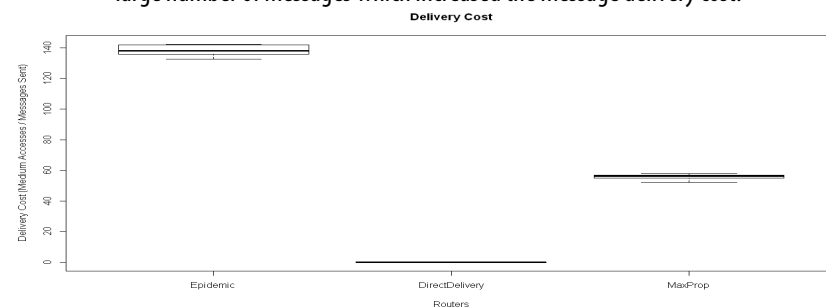 large number of messages which increased the message delivery cost.
Delivery Cost
Delivery Cost (Medium Accesses / Messages Sent)
140
120
100
80
60
40
20
0
Epidemic
DirectDelivery
MaxProp
Routers